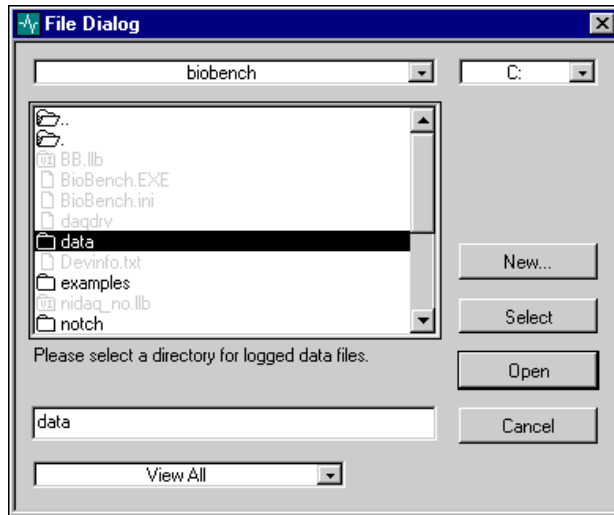 File Dialog
biobench
C:
..
.
BB.llb
BioBench.EXE
BioBench.ini
daqdrv
data
Devinfo.txt
examples
nidaq_no.llb
notch
New...
Select
Please select a directory for logged data files.
Open
data
Cancel
View All